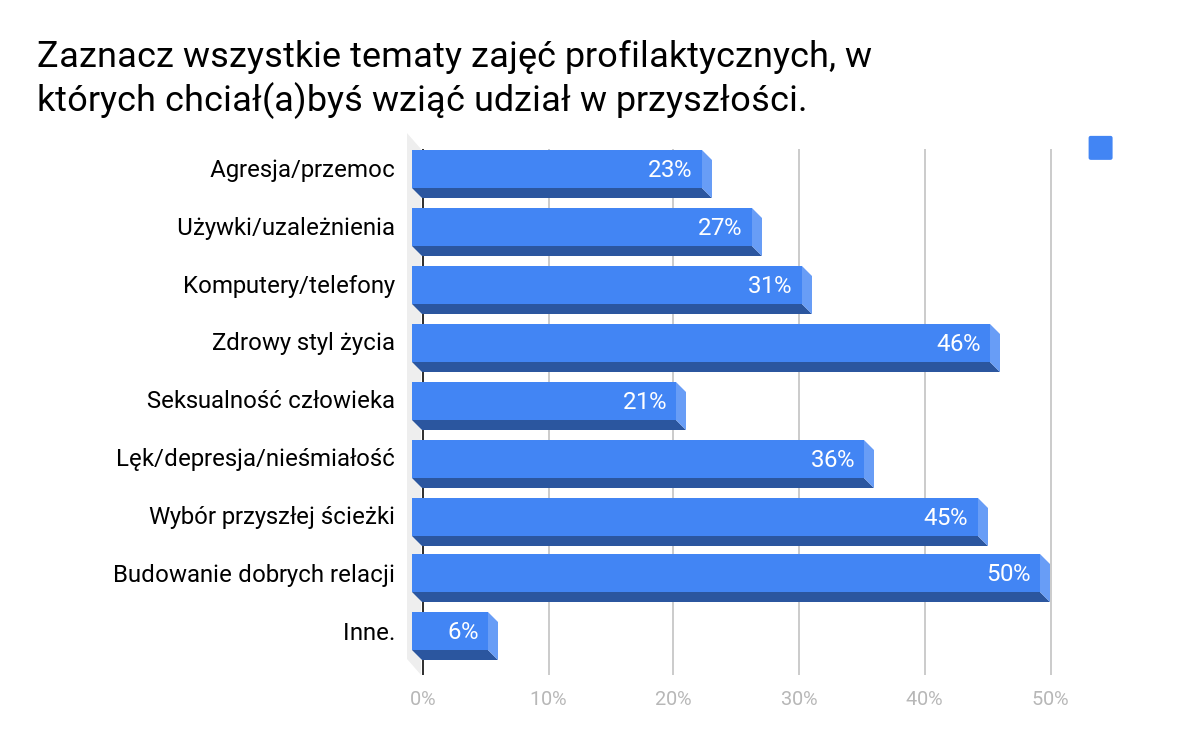 Zaznacz wszystkie tematy zajęć profilaktycznych, w
których chciał(a)byś wziąć udział w przyszłości.
Agresja/przemoc 23%
Używki/uzależnienia 27%
Komputery/telefony 31%
Zdrowy styl życia 46%
Seksualność człowieka 21%
Lęk/depresja/nieśmiałość 36%
Wybór przyszłej ścieżki 45%
Budowanie dobrych relacji 50%
Inne. 6%
0% 10% 20% 30% 40% 50%